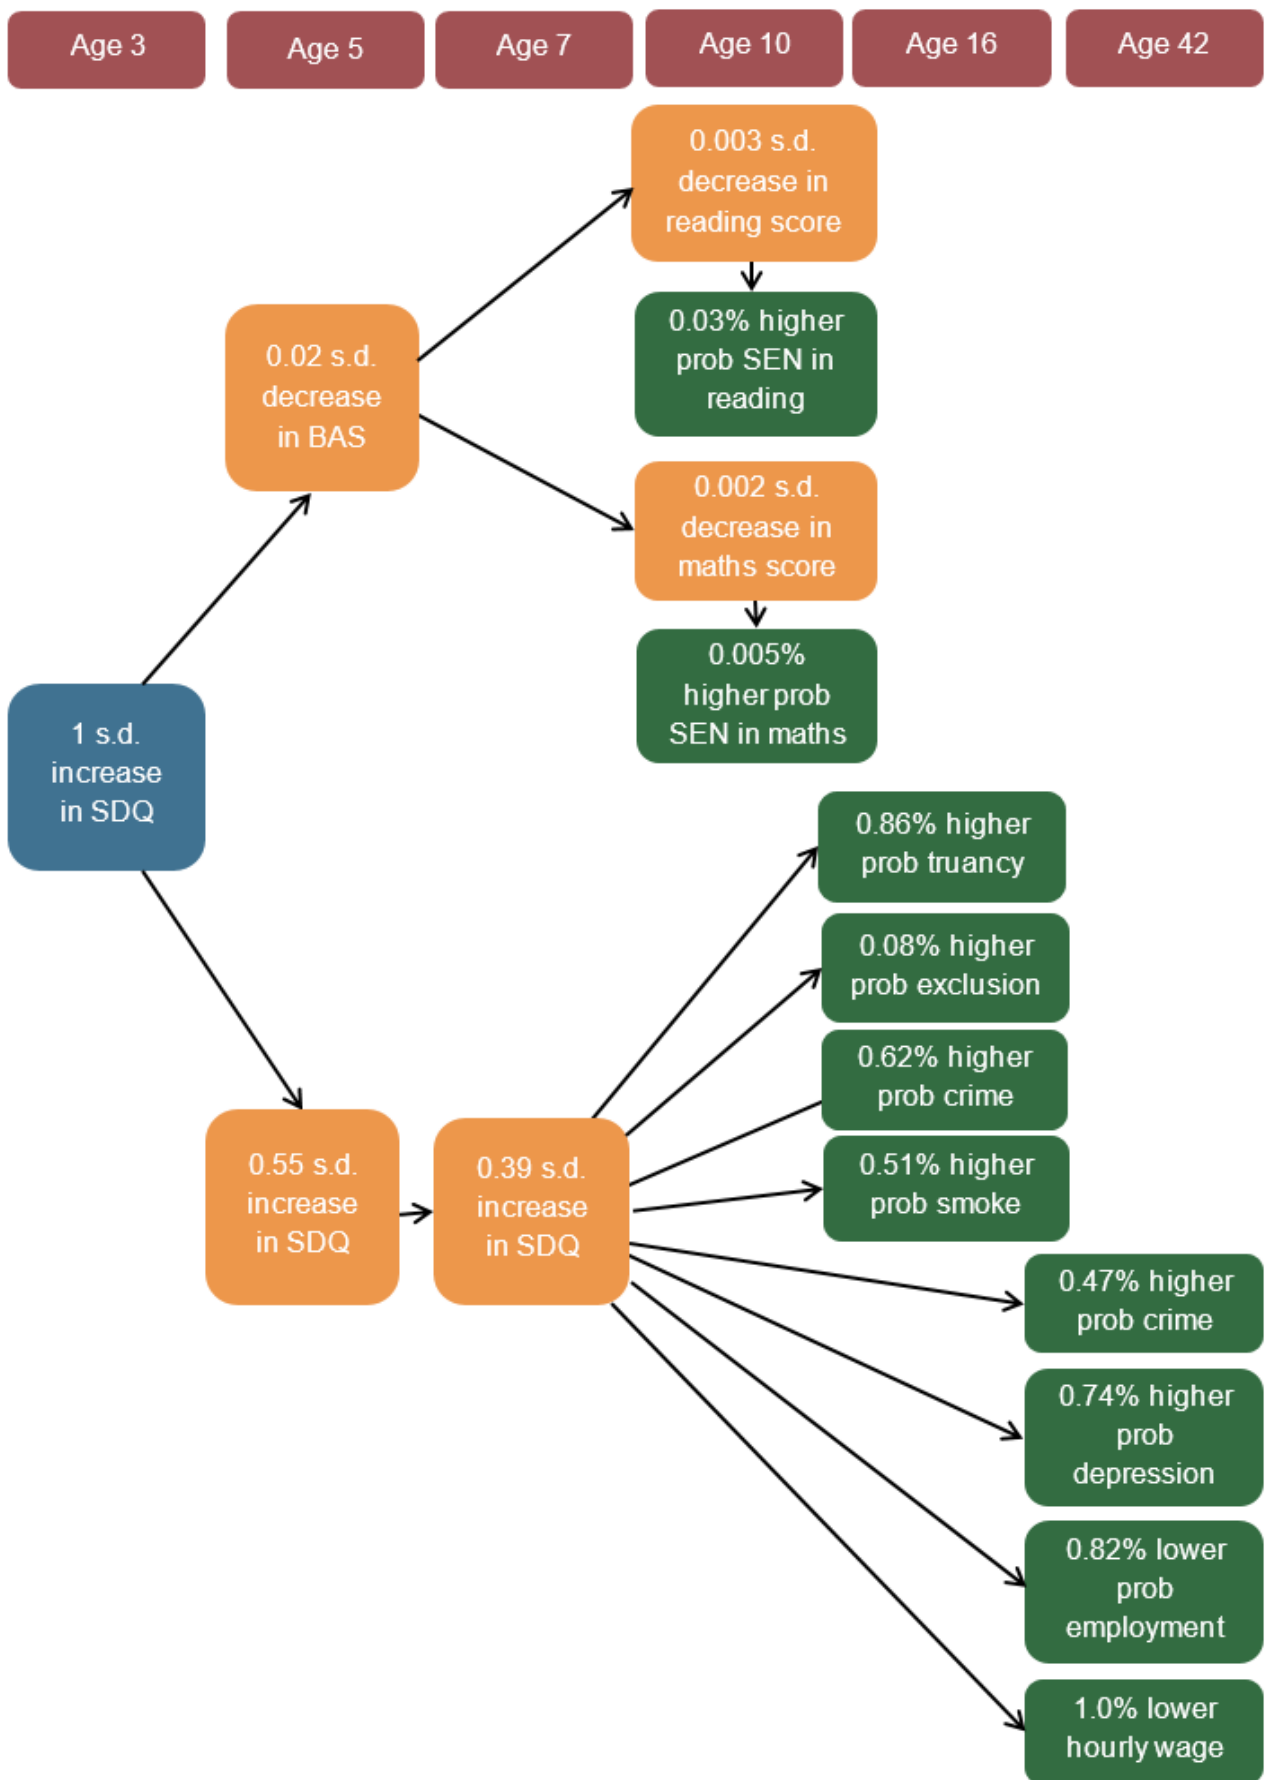 Age 3
Age 5
Age 7
Age 10
Age 16
Age 42
0.003 s.d.
decrease in
reading score
0.03% higher
prob SEN in
reading
0.02 s.d.
decrease
in BAS
0.002 s.d.
decrease in
maths score
0.005%
higher prob
SEN in maths
1 s.d.
increase
in SDQ
0.86% higher
prob truancy
0.08% higher
prob exclusion
0.62% higher
prob crime
0.51% higher
prob smoke
0.55 s.d.
increase
in SDQ
0.39 s.d.
increase
in SDQ
0.47% higher
prob crime
0.74% higher
prob
depression
0.82% lower
prob
employment
1.0% lower
hourly wage